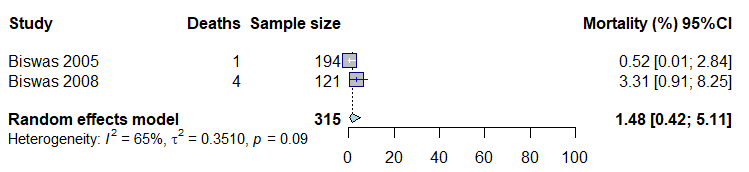 Study Deaths Sample size Mortality (%) 95%CI
Biswas 2005 1 194 0.52 [0.01; 2.84]
Biswas 2008 4 121 3.31 [0.91; 8.25]
Random effects model 315 1.48 [0.42; 5.11]
Heterogeneity: I² = 65%, τ² = 0.3510, p = 0.09
0 20 40 60 80 100